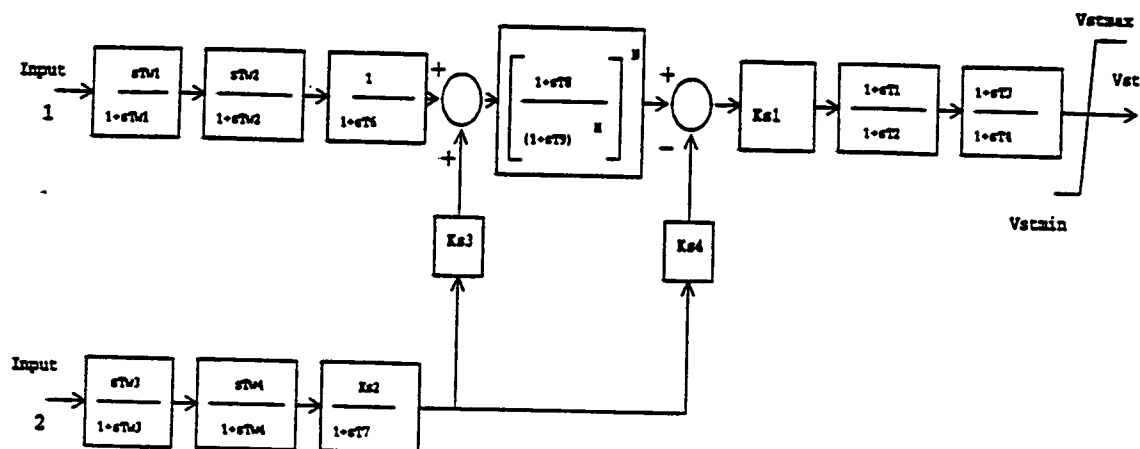 Vstmax
Input
sTw1
1+sTw1
sTw2
1+sTw2
1
1+sT6
+
+
1+sT8
(1+sT9)
M
N
+
-
Ks1
1+sT1
1+sT2
1+sT3
1+sT4
Vst
1
Vstmin
Ks3
Ks4
Input
sTw3
1+sTw3
sTw4
1+sTw4
Ks2
1+sT7
2